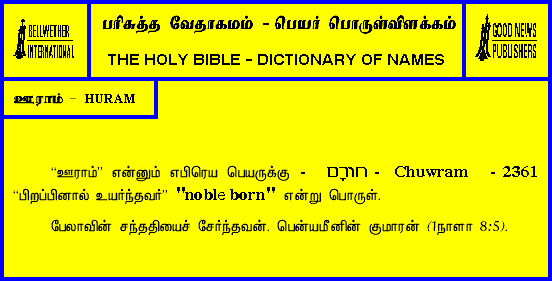 BELLWETHER
INTERNATIONAL
பரிசுத்த வேதாகமம் - பெயர் பொருள்விளக்கம்
THE HOLY BIBLE - DICTIONARY OF NAMES
GOOD NEWS
PUBLISHERS
ஊராம் - HURAM
“ஊராம்” என்னும் எபிரெய பெயருக்கு - חוּרָם - Chuwram - 2361
“பிறப்பினால் உயர்ந்தவர்” "noble born" என்று பொருள்.
பேலாவின் சந்ததியைச் சேர்ந்தவன். பென்யமீனின் குமாரன் (1நாளா 8:5).